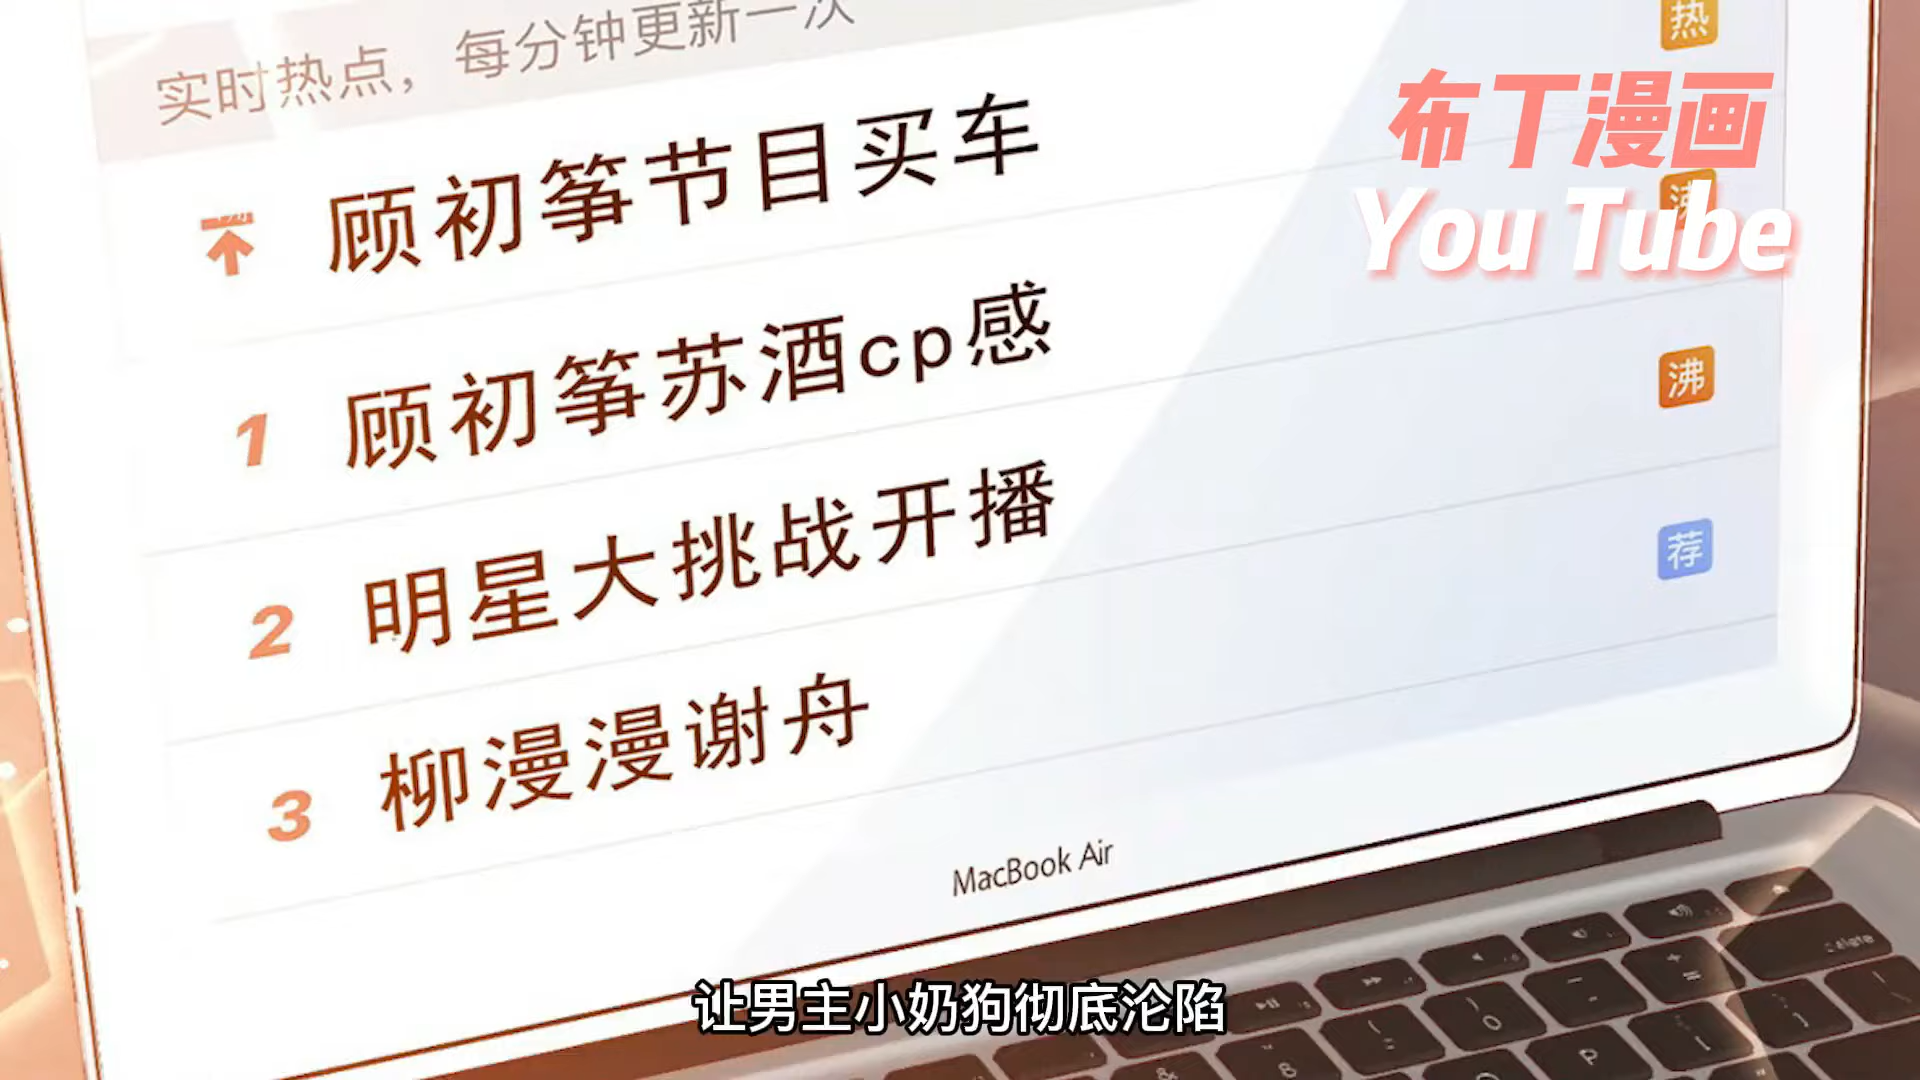 实时热点，每分钟更新一次
热
顾初筝节目买车
沸
1 顾初筝苏酒cp感
沸
2 明星大挑战开播
荐
3 柳漫漫谢舟
MacBook Air
布丁漫画
You Tube
让男主小奶狗彻底沦陷